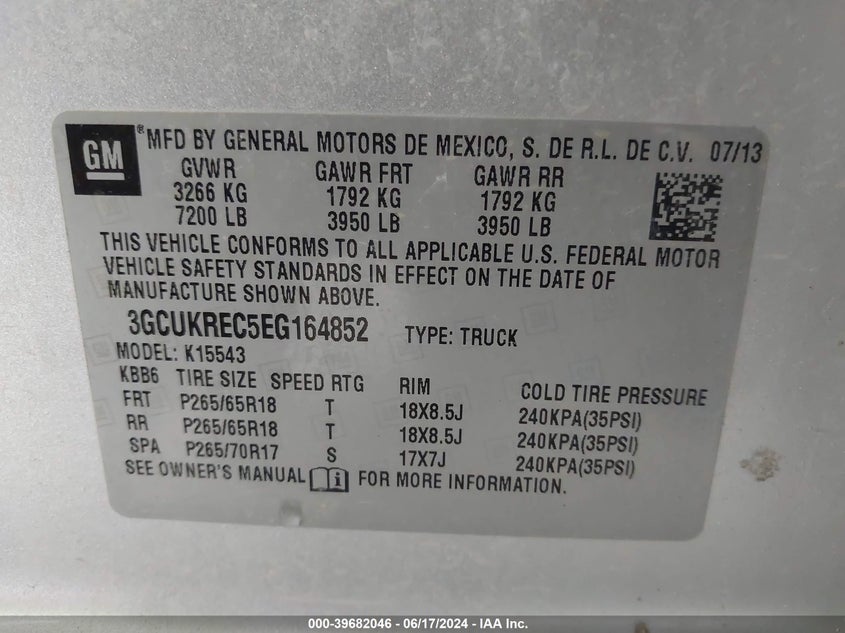 GM ® MFD BY GENERAL MOTORS DE MEXICO, S. DE R.L. DE C.V. 07/13
GVWR GAWR FRT GAWR RR
3266 KG 1792 KG 1792 KG
7200 LB 3950 LB 3950 LB
THIS VEHICLE CONFORMS TO ALL APPLICABLE U.S. FEDERAL MOTOR
VEHICLE SAFETY STANDARDS IN EFFECT ON THE DATE OF
MANUFACTURE SHOWN ABOVE.
3GCUKREC5EG164852 TYPE: TRUCK
MODEL: K15543
KBB6 TIRE SIZE SPEED RTG RIM COLD TIRE PRESSURE
FRT P265/65R18 T 18X8.5J 240KPA(35PSI)
RR P265/65R18 T 18X8.5J 240KPA(35PSI)
SPA P265/70R17 S 17X7J 240KPA(35PSI)
SEE OWNER'S MANUAL FOR MORE INFORMATION.
000-39682046 - 06/17/2024 - IAA Inc.